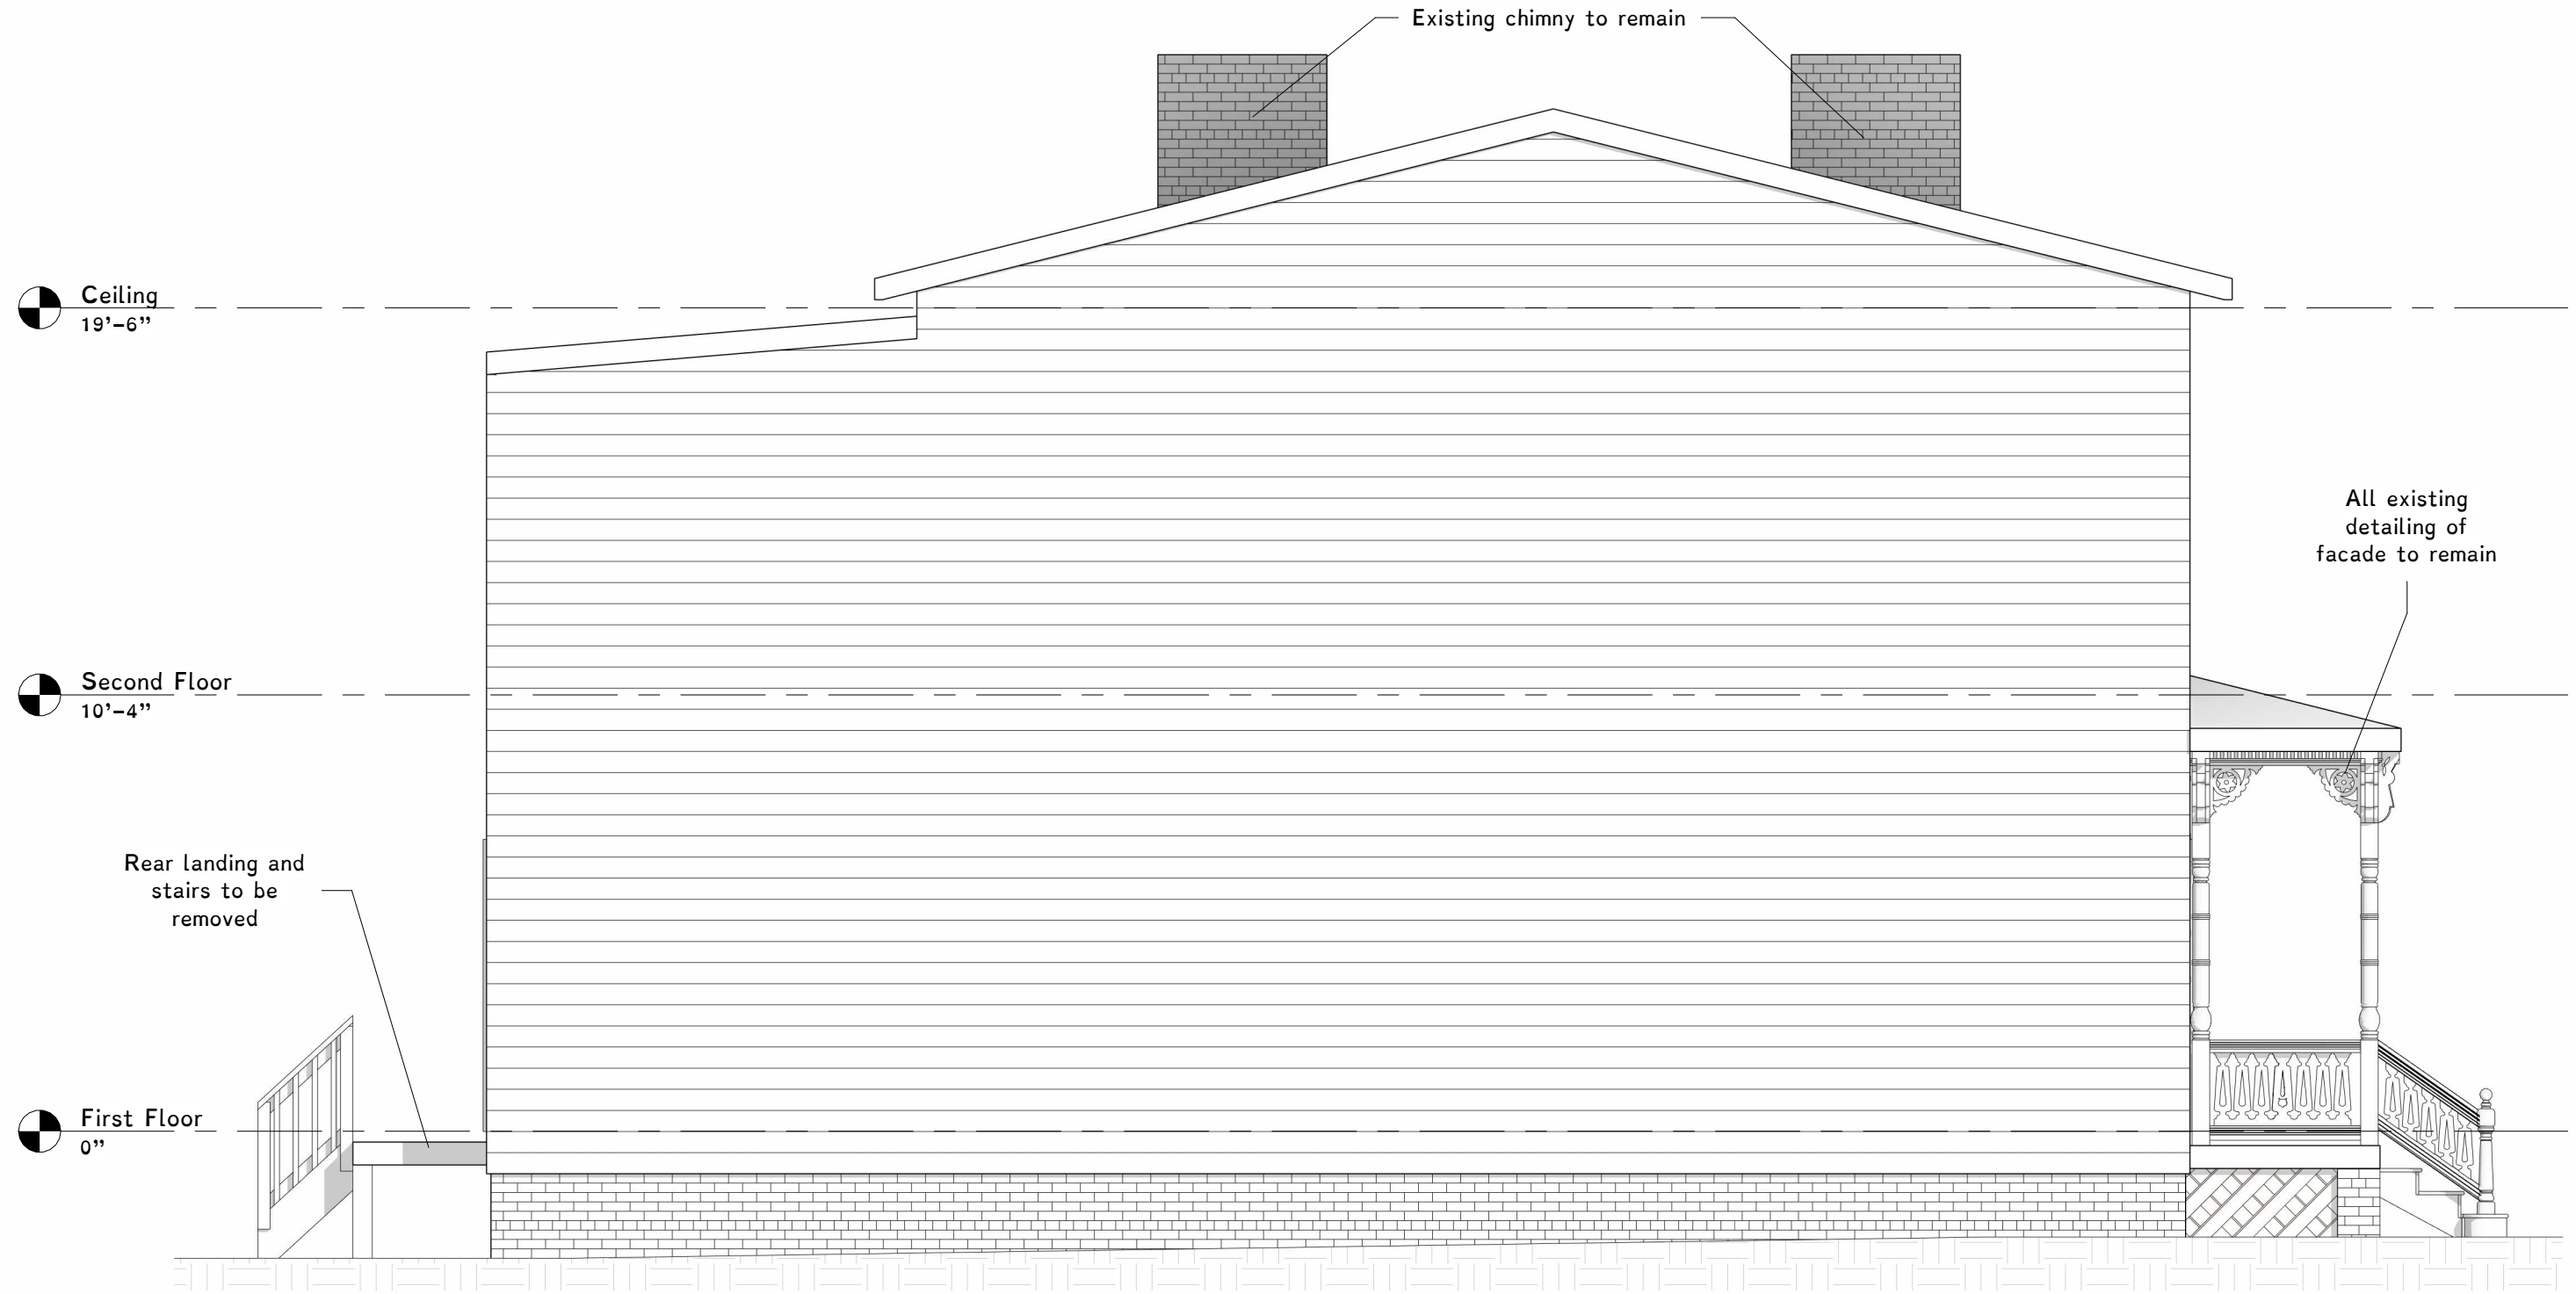 Existing chimny to remain
Ceiling
19'-6"
All existing
detailing of
facade to remain
Second Floor
10'-4"
Rear landing and
stairs to be
removed
First Floor
0"